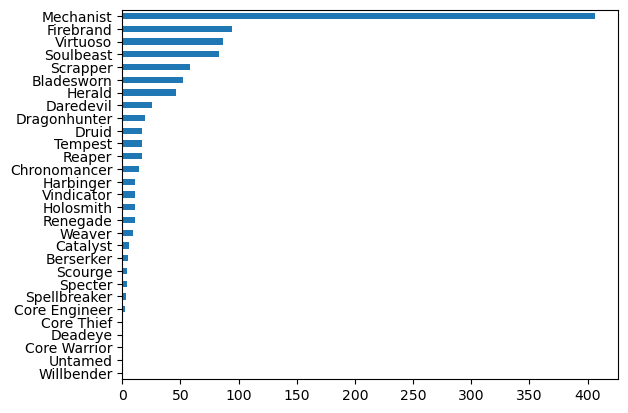 Mechanist
Firebrand
Virtuoso
Soulbeast
Scrapper
Bladesworn
Herald
Daredevil
Dragonhunter
Druid
Tempest
Reaper
Chronomancer
Harbinger
Vindicator
Holosmith
Renegade
Weaver
Catalyst
Berserker
Scourge
Specter
Spellbreaker
Core Engineer
Core Thief
Deadeye
Core Warrior
Untamed
Willbender
0 50 100 150 200 250 300 350 400